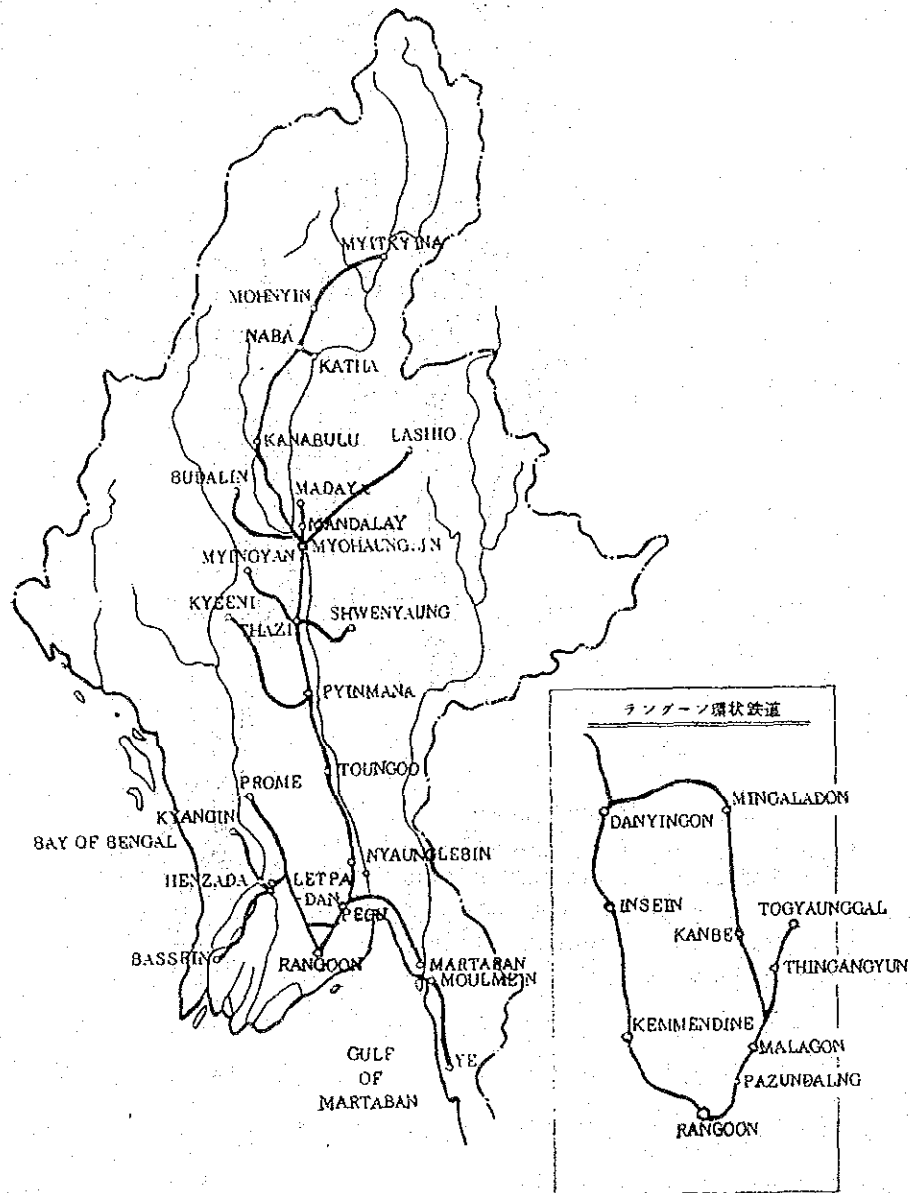 MYITKYINA
MOHNYIN
NABA
KATHA
KANABULU
LASHIO
BUDALIN
MADAYA
MANDALAY
MYOHAUNG.JN
MYINGYAN
KYEENI
THAZI
SHWENYAUNG
PYINMANA
TOUNGOO
PROME
KYANGIN
BAY OF BENGAL
NYAUNGLEBIN
HENZADA
LETPA
-DAN
PEGU
BASSEIN
RANGOON
MARTABAN
MOULMEIN
YE
GULF
OF
MARTABAN
ラングーン環状鉄道
DANYINGON
MINGALADON
INSEIN
TOGYAUNGGAL
KANBE
THINGANGYUN
KEMMENDINE
MALAGON
PAZUNDALNG
RANGOON